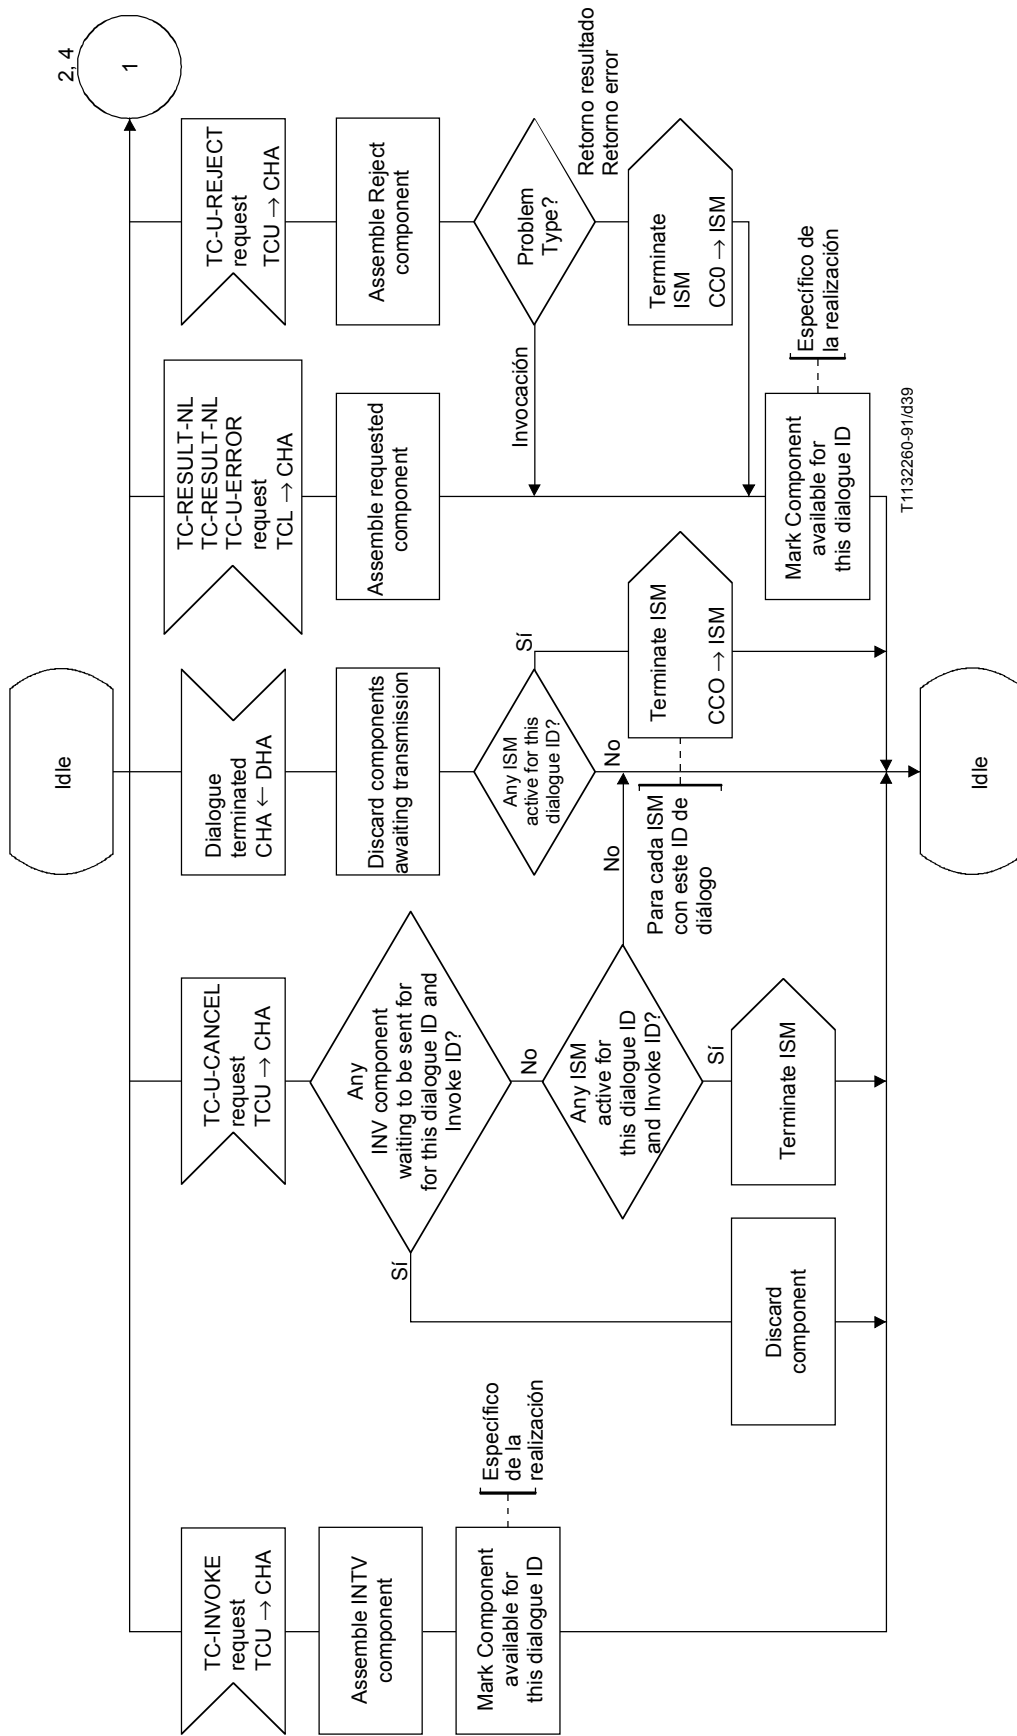 Idle
2, 4
1
TC-INVOKE
request
TCU → CHA
Assemble INTV
component
Mark Component
available for
this dialogue ID
Específico
de la
realización
TC-U-CANCEL
request
TCU → CHA
Any
INV component
waiting to be sent for
for this dialogue ID and
Invoke ID?
Sí
No
Discard
component
Any ISM
active for
this dialogue ID
and Invoke ID?
No
Sí
Terminate ISM
Dialogue
terminated
CHA ← DHA
Discard components
awaiting transmission
Any ISM
active for this
dialogue ID?
Sí
No
Terminate ISM
CCO → ISM
Para cada ISM
con este ID de
diálogo
TC-RESULT-NL
TC-RESULT-NL
TC-U-ERROR
request
TCL → CHA
Assemble requested
component
TC-U-REJECT
request
TCU → CHA
Assemble Reject
component
Problem
Type?
Invocación
Retorno resultado
Retorno error
Terminate
ISM
CC0 → ISM
Mark Component
available for
this dialogue ID
Específico de
la realización
Idle
T1132260-91/d39